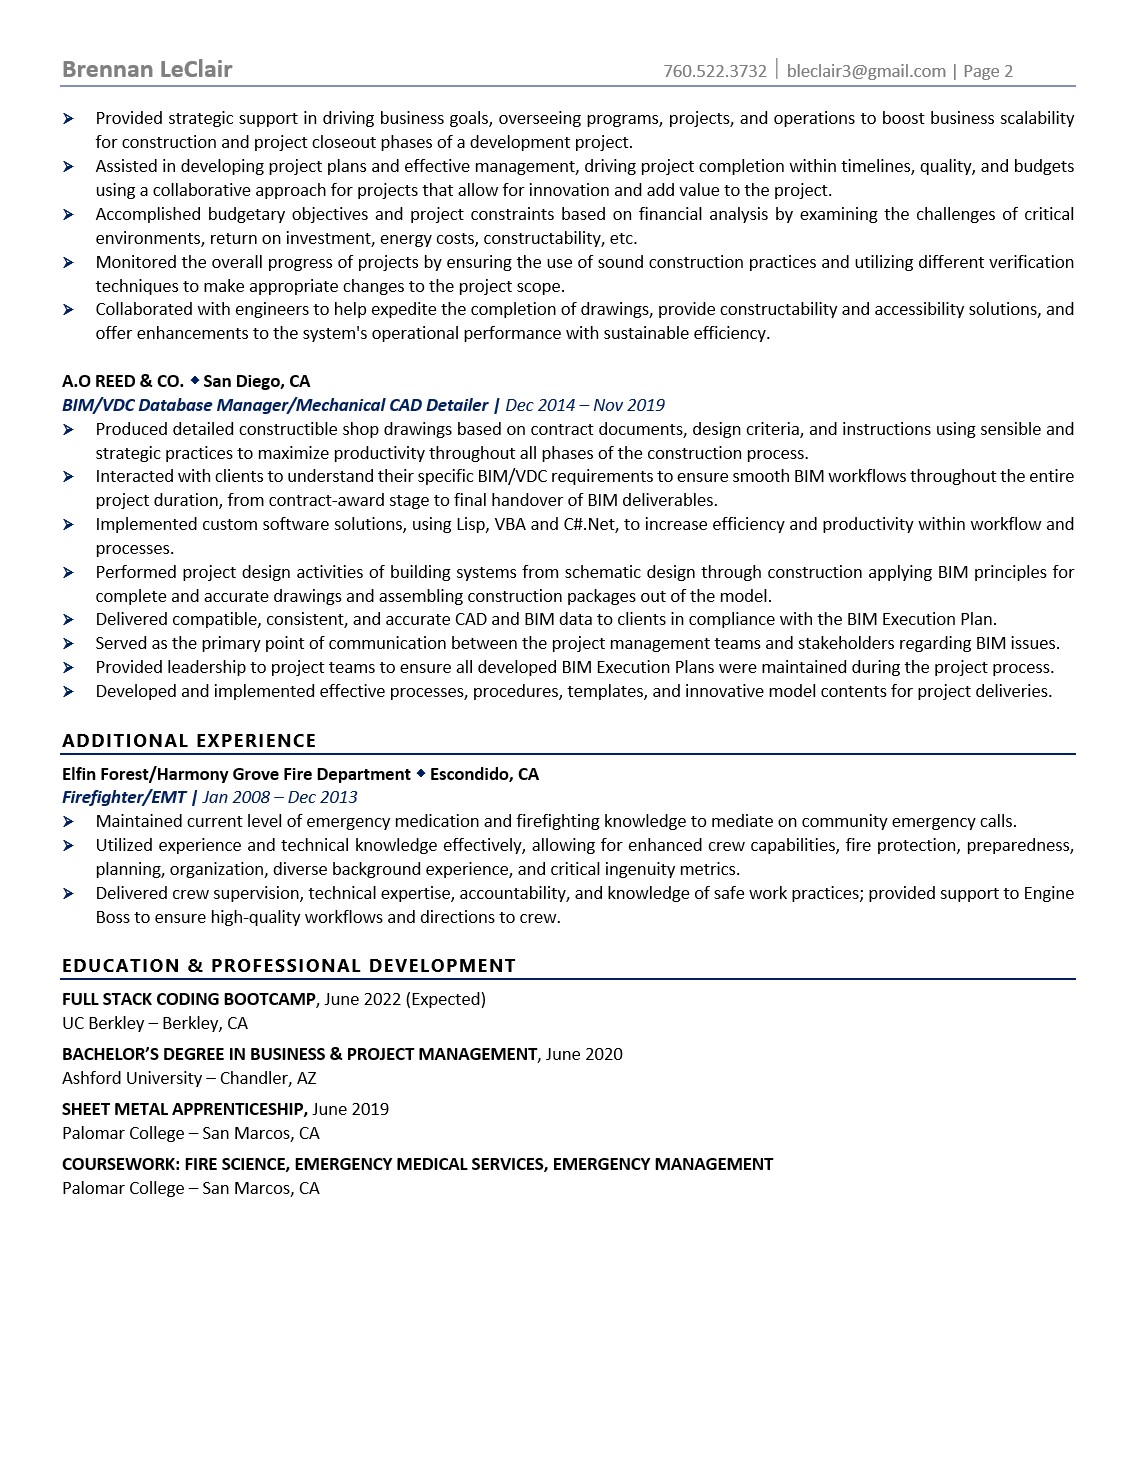 Brennan LeClair 760.522.3732 | bleclair3@gmail.com | Page 2
➢ Provided strategic support in driving business goals, overseeing programs, projects, and operations to boost business scalability
for construction and project closeout phases of a development project.
➢ Assisted in developing project plans and effective management, driving project completion within timelines, quality, and budgets
using a collaborative approach for projects that allow for innovation and add value to the project.
➢ Accomplished budgetary objectives and project constraints based on financial analysis by examining the challenges of critical
environments, return on investment, energy costs, constructability, etc.
➢ Monitored the overall progress of projects by ensuring the use of sound construction practices and utilizing different verification
techniques to make appropriate changes to the project scope.
➢ Collaborated with engineers to help expedite the completion of drawings, provide constructability and accessibility solutions, and
offer enhancements to the system's operational performance with sustainable efficiency.
A.O REED & CO. ◆ San Diego, CA
BIM/VDC Database Manager/Mechanical CAD Detailer | Dec 2014 – Nov 2019
➢ Produced detailed constructible shop drawings based on contract documents, design criteria, and instructions using sensible and
strategic practices to maximize productivity throughout all phases of the construction process.
➢ Interacted with clients to understand their specific BIM/VDC requirements to ensure smooth BIM workflows throughout the entire
project duration, from contract-award stage to final handover of BIM deliverables.
➢ Implemented custom software solutions, using Lisp, VBA and C#.Net, to increase efficiency and productivity within workflow and
processes.
➢ Performed project design activities of building systems from schematic design through construction applying BIM principles for
complete and accurate drawings and assembling construction packages out of the model.
➢ Delivered compatible, consistent, and accurate CAD and BIM data to clients in compliance with the BIM Execution Plan.
➢ Served as the primary point of communication between the project management teams and stakeholders regarding BIM issues.
➢ Provided leadership to project teams to ensure all developed BIM Execution Plans were maintained during the project process.
➢ Developed and implemented effective processes, procedures, templates, and innovative model contents for project deliveries.
ADDITIONAL EXPERIENCE
Elfin Forest/Harmony Grove Fire Department ◆ Escondido, CA
Firefighter/EMT | Jan 2008 – Dec 2013
➢ Maintained current level of emergency medication and firefighting knowledge to mediate on community emergency calls.
➢ Utilized experience and technical knowledge effectively, allowing for enhanced crew capabilities, fire protection, preparedness,
planning, organization, diverse background experience, and critical ingenuity metrics.
➢ Delivered crew supervision, technical expertise, accountability, and knowledge of safe work practices; provided support to Engine
Boss to ensure high-quality workflows and directions to crew.
EDUCATION & PROFESSIONAL DEVELOPMENT
FULL STACK CODING BOOTCAMP, June 2022 (Expected)
UC Berkley – Berkley, CA
BACHELOR’S DEGREE IN BUSINESS & PROJECT MANAGEMENT, June 2020
Ashford University – Chandler, AZ
SHEET METAL APPRENTICESHIP, June 2019
Palomar College – San Marcos, CA
COURSEWORK: FIRE SCIENCE, EMERGENCY MEDICAL SERVICES, EMERGENCY MANAGEMENT
Palomar College – San Marcos, CA